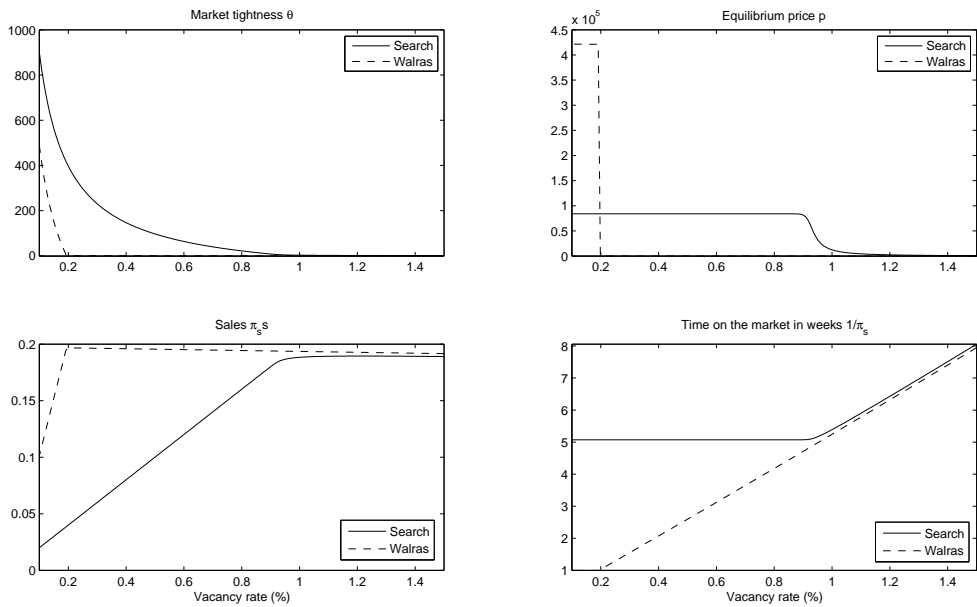 Market tightness θ
1000
800
600
400
200
0
0.2 0.4 0.6 0.8 1 1.2 1.4
Search
Walras
Equilibrium price p
x 10^5
4.5
4
3.5
3
2.5
2
1.5
1
0.5
0
0.2 0.4 0.6 0.8 1 1.2 1.4
Search
Walras
Sales π_s s
0.2
0.15
0.1
0.05
0
0.2 0.4 0.6 0.8 1 1.2 1.4
Vacancy rate (%)
Search
Walras
Time on the market in weeks 1/π_s
8
7
6
5
4
3
2
1
0.2 0.4 0.6 0.8 1 1.2 1.4
Vacancy rate (%)
Search
Walras